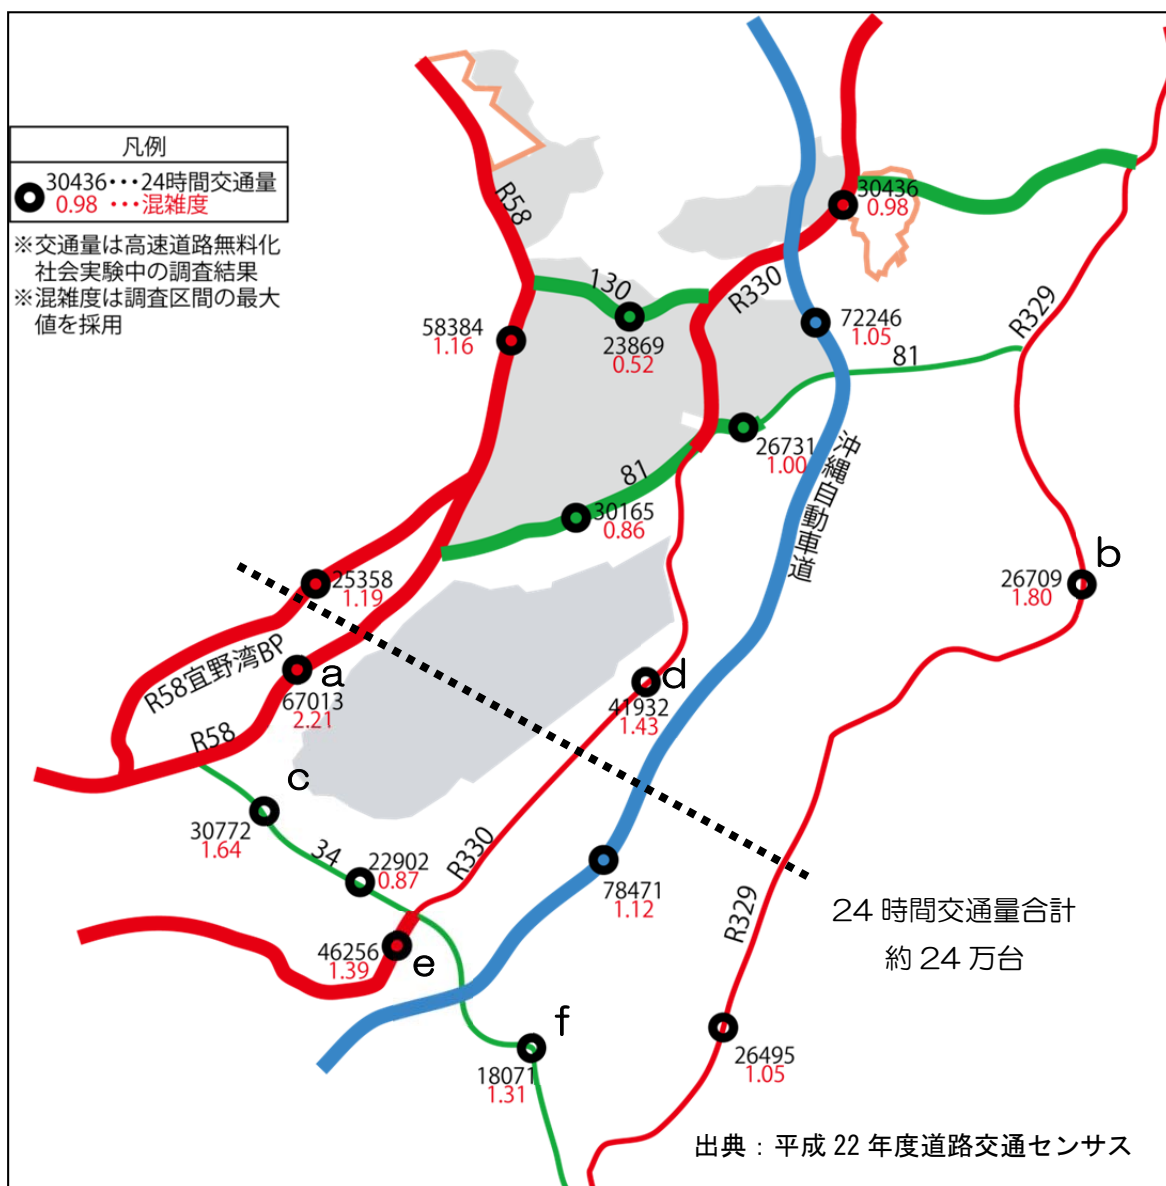 凡例
30436・・・24時間交通量
0.98 ・・・混雑度
※交通量は高速道路無料化
社会実験中の調査結果
※混雑度は調査区間の最大
値を採用
R58
30436
0.98
130
R330
58384
1.16
23869
0.52
72246
1.05
R329
81
26731
1.00
沖縄自動車道
81
30165
0.86
b
25358
1.19
26709
1.80
R58宜野湾BP
a
67013
2.21
d
41932
1.43
R58
c
30772
1.64
34
22902
0.87
R330
78471
1.12
R329
24 時間交通量合計
約 24 万台
46256
1.39
e
f
18071
1.31
26495
1.05
出典：平成 22 年度道路交通センサス